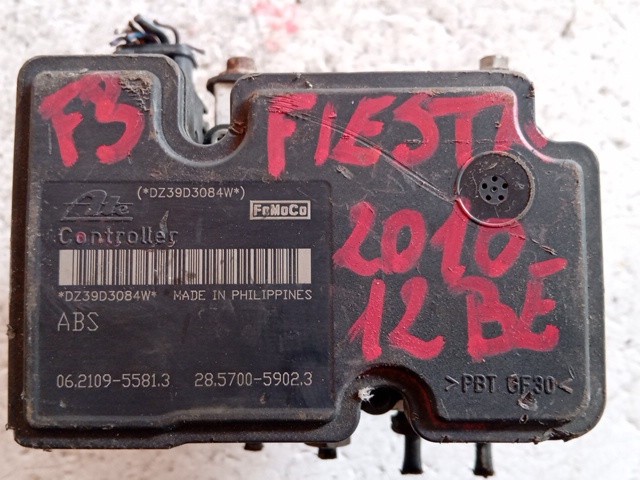 F3 FIESTA
(*DZ39D3084W*)
Ate FoMoCo
Controller
2010
*DZ39D3084W* MADE IN PHILIPPINES
12 BE
ABS
06.2109-5581.3 28.5700-5902.3
>PBT GF30<